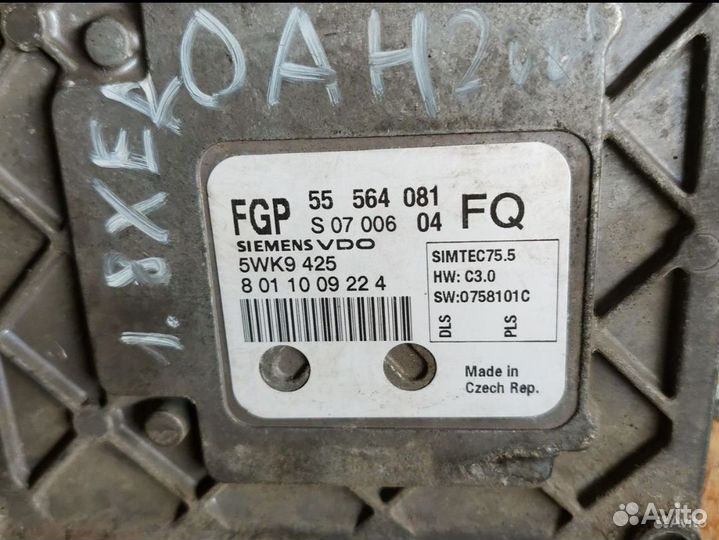 ROAH
1.8XER
FGP 55 564 081 FQ
S 07 006 04
SIEMENS VDO
5WK9 425
8 01 10 09 22 4
SIMTEC75.5
HW: C3.0
SW:0758101C
DLS PLS
Made in
Czech Rep.
Avito